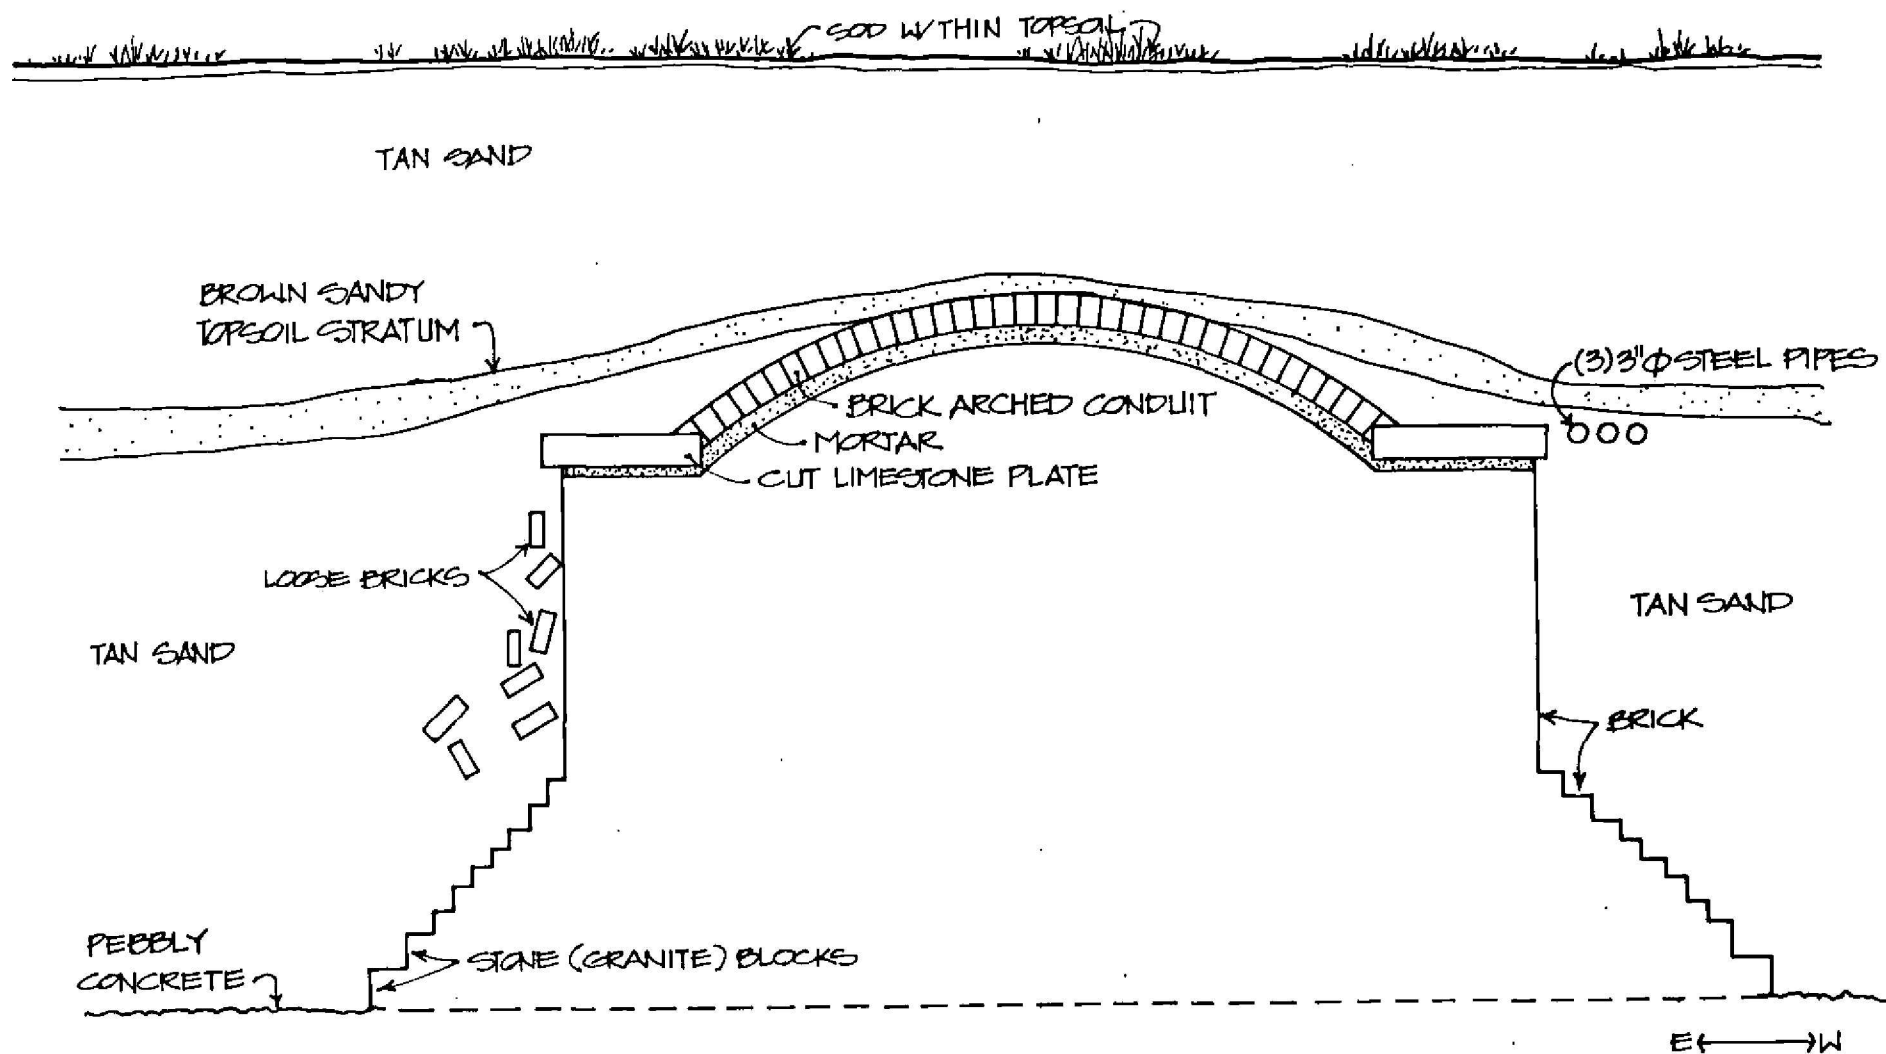 SOD W/THIN TOPSOIL
TAN SAND
BROWN SANDY
TOPSOIL STRATUM
(3) 3"Φ STEEL PIPES
BRICK ARCHED CONDUIT
MORTAR
CUT LIMESTONE PLATE
LOOSE BRICKS
TAN SAND
TAN SAND
BRICK
PEBBLY
CONCRETE
STONE (GRANITE) BLOCKS
E W